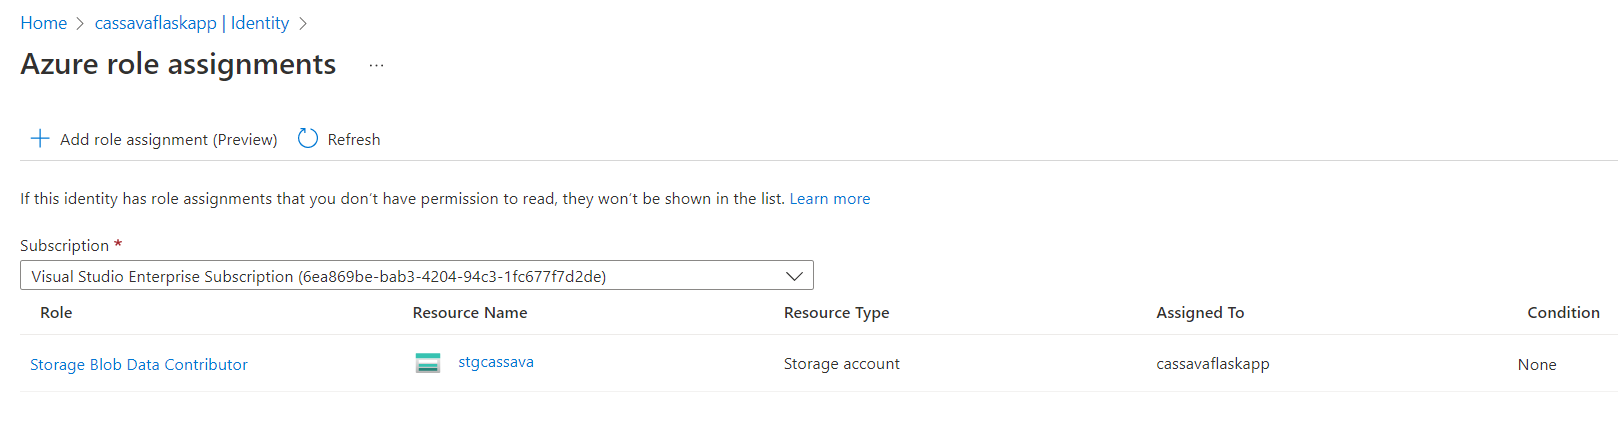 Home > cassavaflaskapp | Identity >
Azure role assignments ...
Add role assignment (Preview) Refresh
If this identity has role assignments that you don't have permission to read, they won't be shown in the list. Learn more
Subscription *
Visual Studio Enterprise Subscription (6ea869be-bab3-4204-94c3-1fc677f7d2de)
Role Resource Name Resource Type Assigned To Condition
Storage Blob Data Contributor stgcassava Storage account cassavaflaskapp None